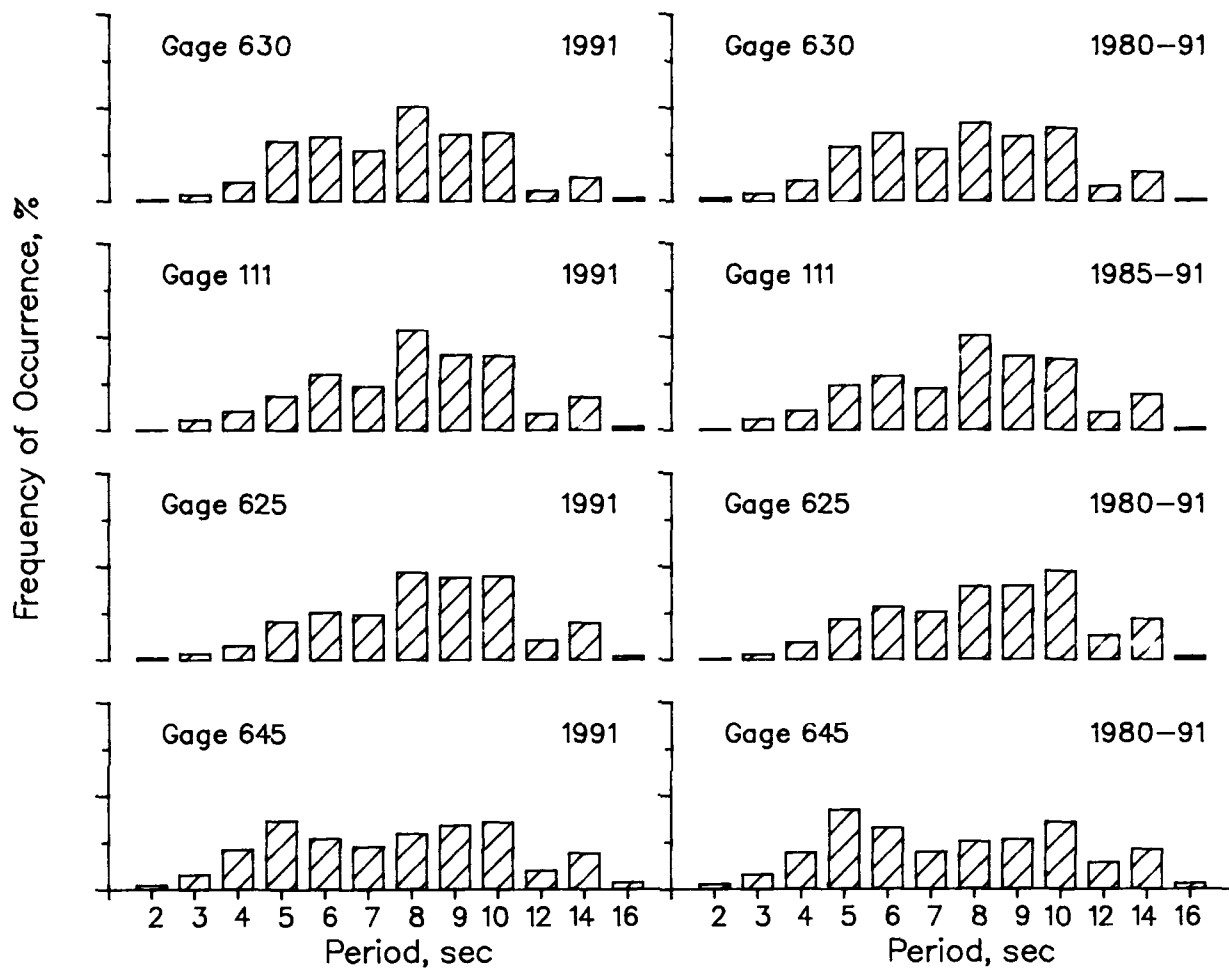 Frequency of Occurrence, %
Gage 630 1991
Gage 630 1980-91
Gage 111 1991
Gage 111 1985-91
Gage 625 1991
Gage 625 1980-91
Gage 645 1991
Gage 645 1980-91
2 3 4 5 6 7 8 9 10 12 14 16
2 3 4 5 6 7 8 9 10 12 14 16
Period, sec
Period, sec